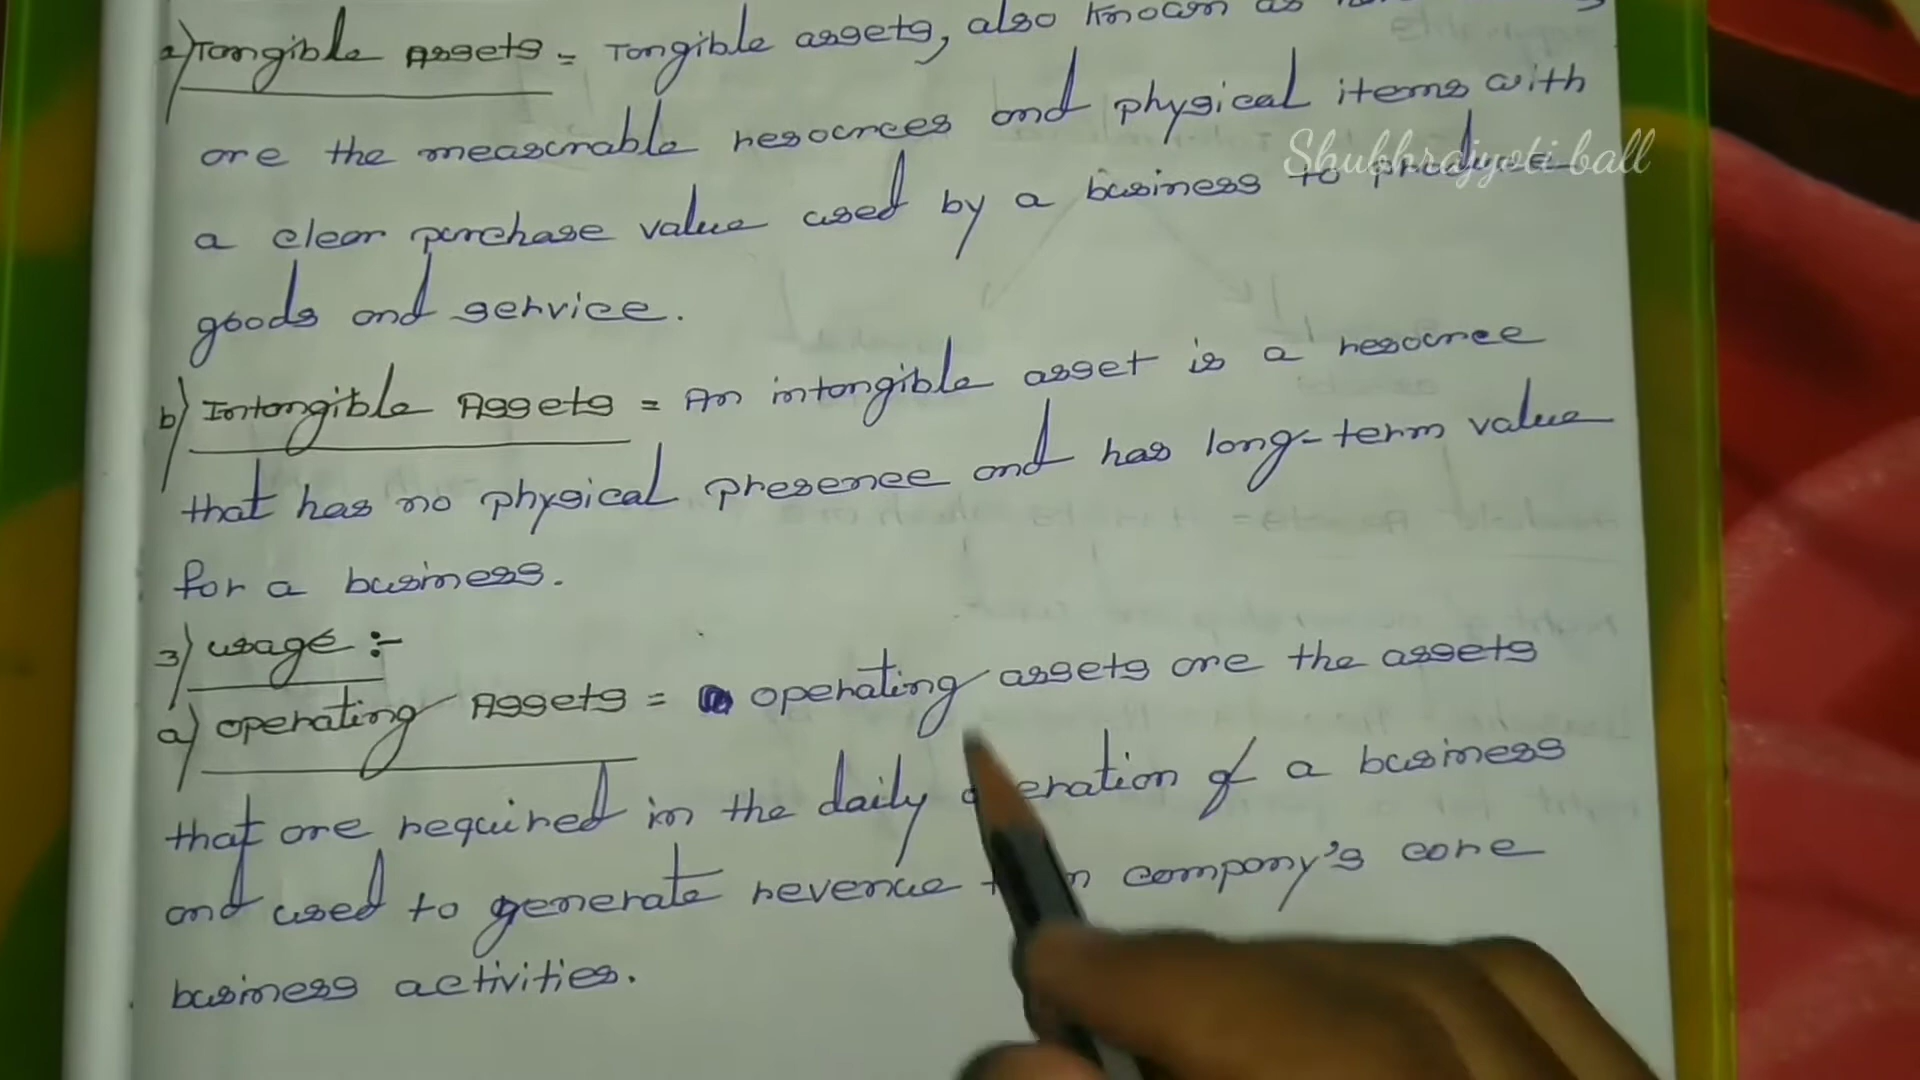 a) Tangible Assets = Tangible assets, also known as
are the measurable resources and physical items with
Shubhrajyoti ball
a clear purchase value used by a business to produce
goods and service.
b) Intangible Assets = An intangible asset is a resource
that has no physical presence and has long-term value
for a business.
3) usage :-
a) operating Assets = operating assets are the assets
that are required in the daily operation of a business
and used to generate revenue company's core
business activities.